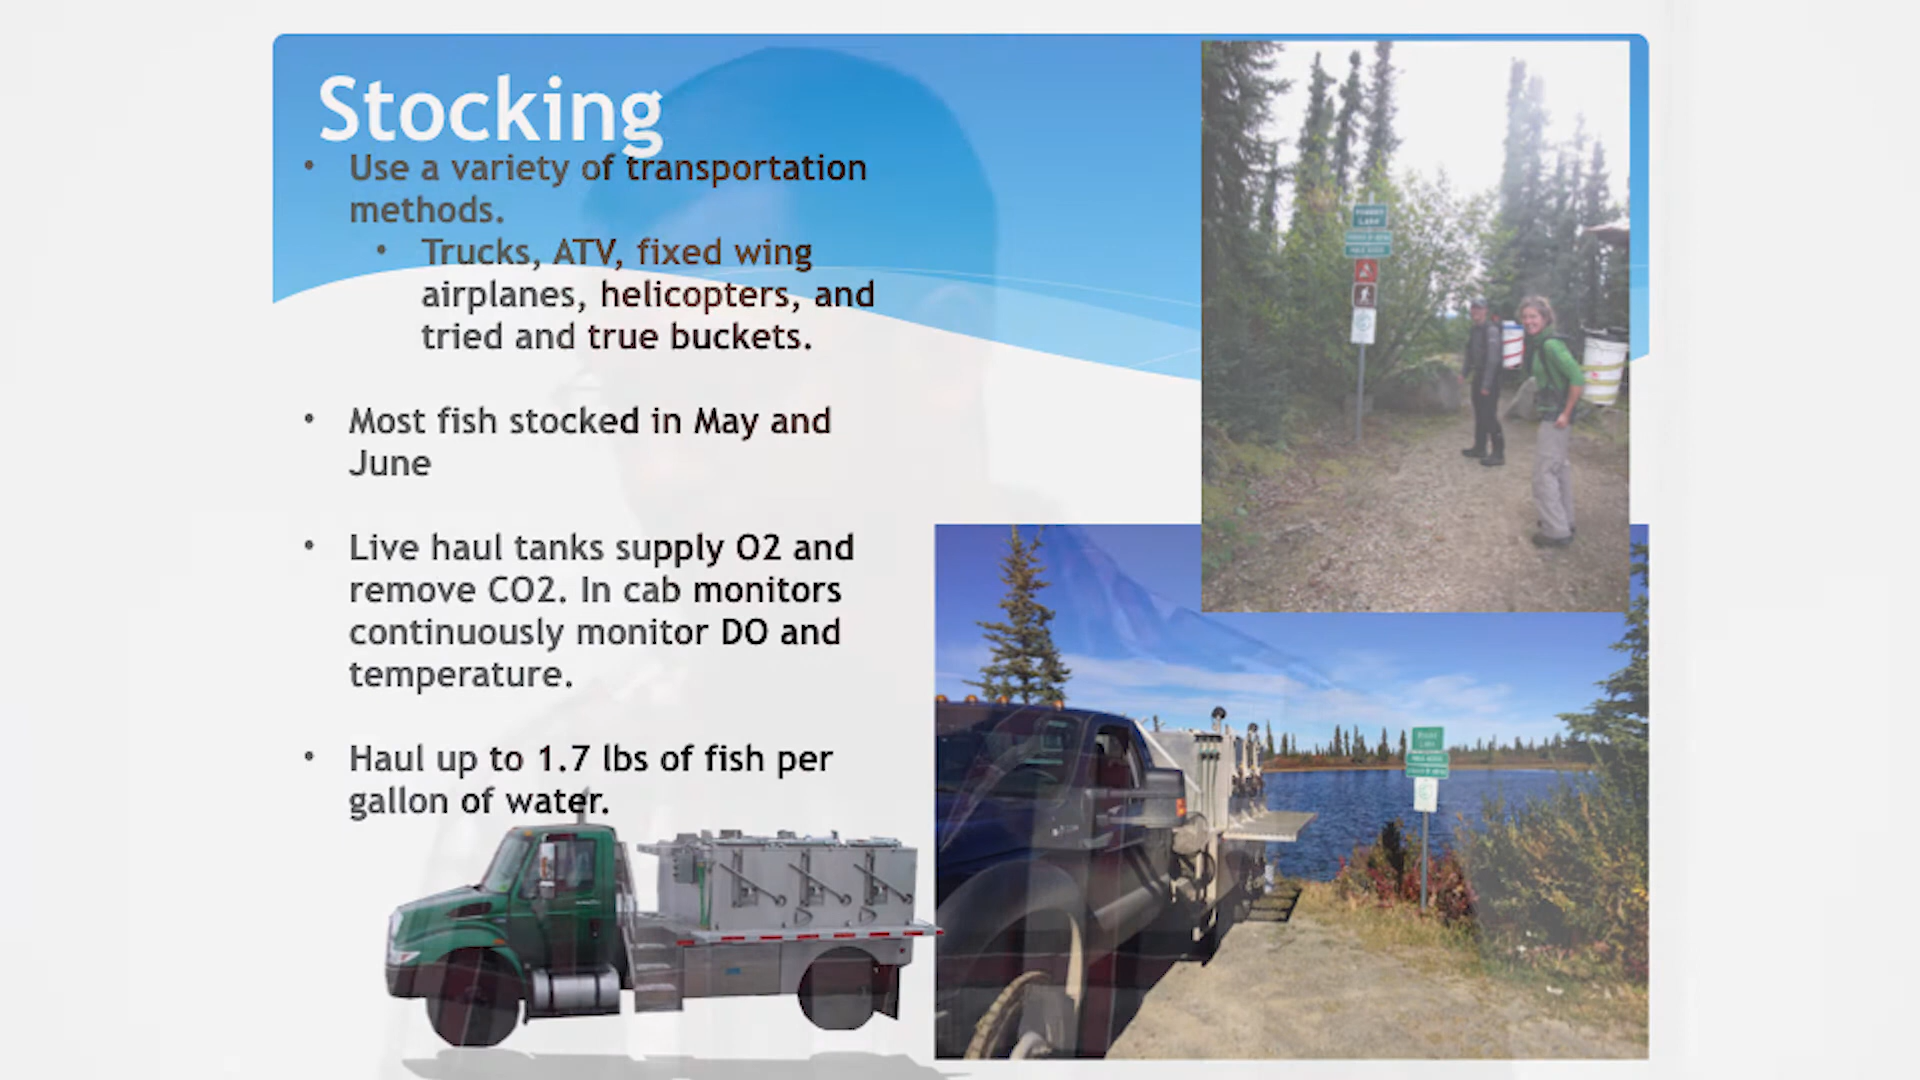 Stocking
• Use a variety of transportation
methods.
• Trucks, ATV, fixed wing
airplanes, helicopters, and
tried and true buckets.
• Most fish stocked in May and
June
• Live haul tanks supply O2 and
remove CO2. In cab monitors
continuously monitor DO and
temperature.
• Haul up to 1.7 lbs of fish per
gallon of water.
Lake
Lake